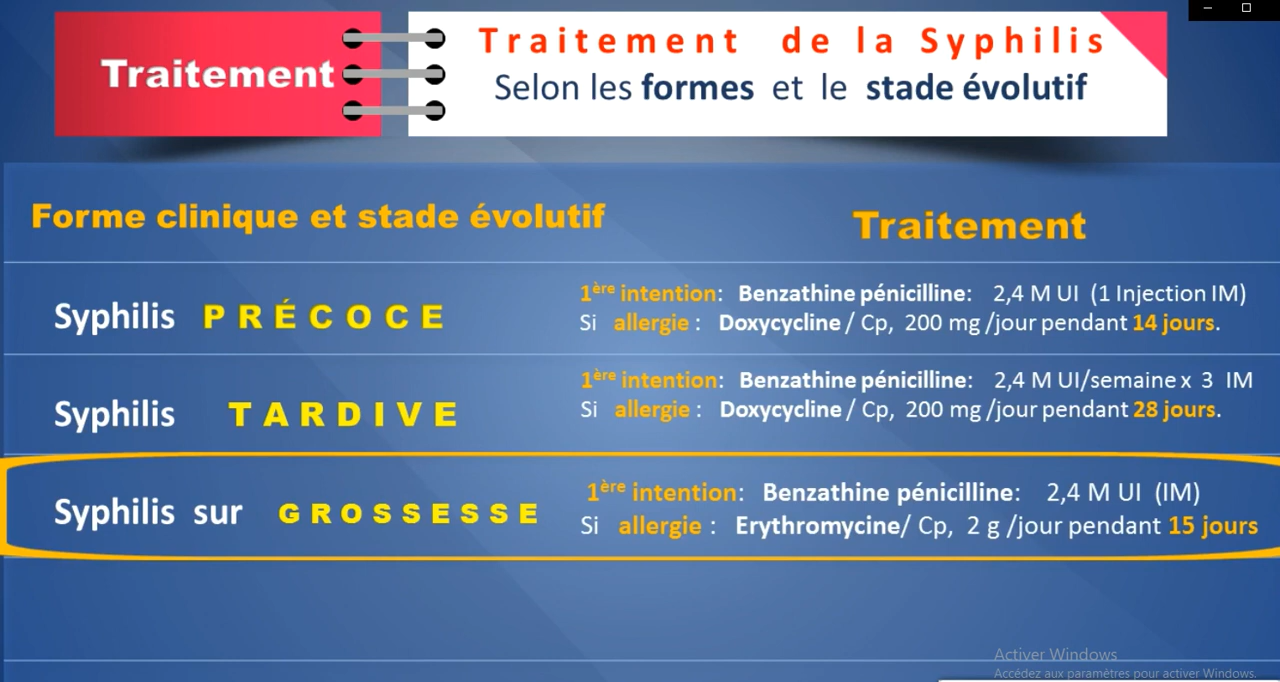 Traitement
Traitement de la Syphilis
Selon les formes et le stade évolutif
Forme clinique et stade évolutif
Traitement
Syphilis PRÉCOCE
1ère intention: Benzathine pénicilline: 2,4 M UI (1 Injection IM)
Si allergie : Doxycycline / Cp, 200 mg /jour pendant 14 jours.
Syphilis TARDIVE
1ère intention: Benzathine pénicilline: 2,4 M UI/semaine x 3 IM
Si allergie : Doxycycline / Cp, 200 mg /jour pendant 28 jours.
Syphilis sur GROSSESSE
1ère intention: Benzathine pénicilline: 2,4 M UI (IM)
Si allergie : Erythromycine/ Cp, 2 g /jour pendant 15 jours
Activer Windows
Accédez aux paramètres pour activer Windows.